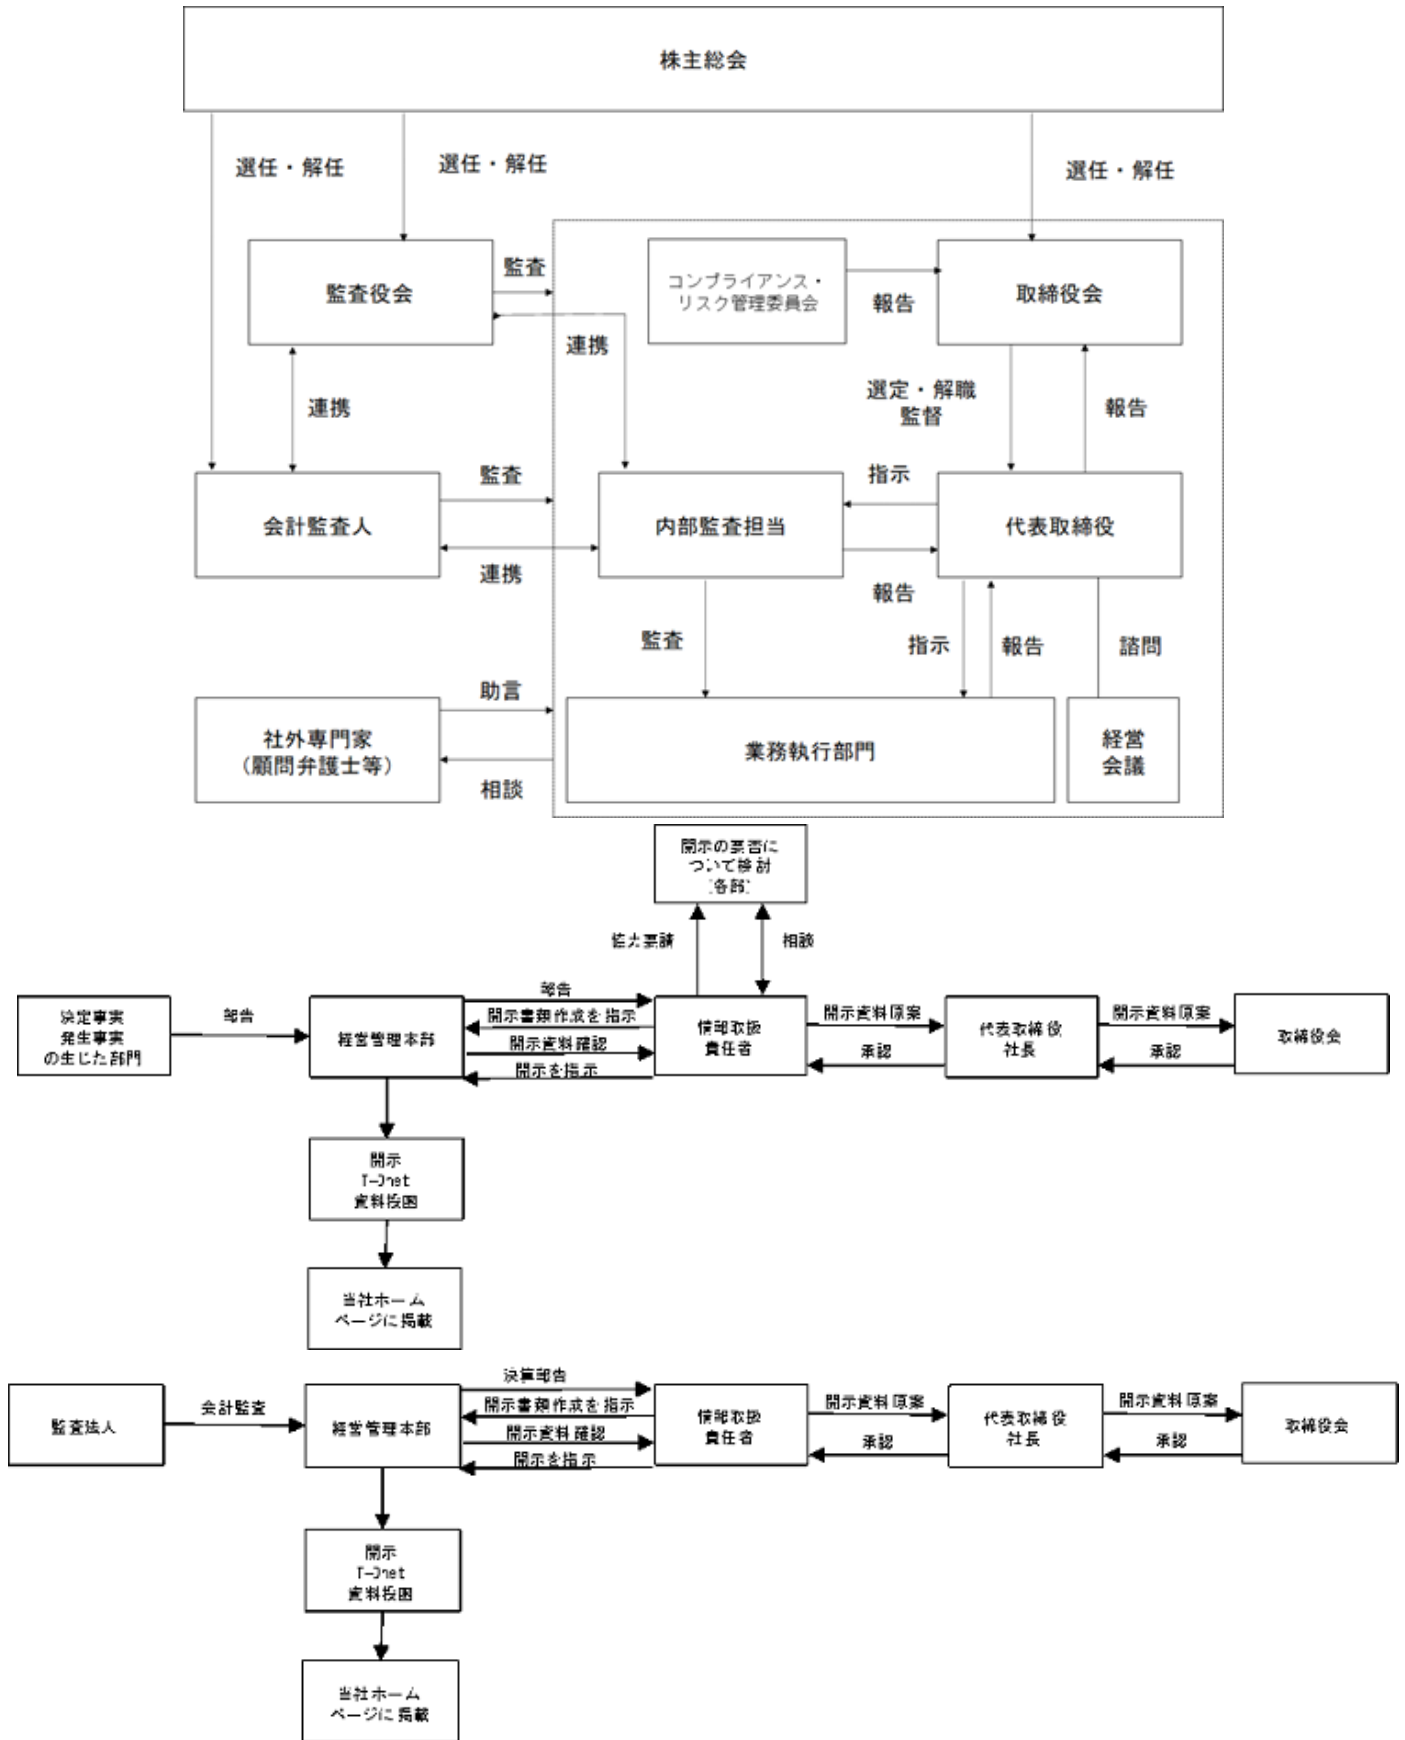 株主総会
選任・解任
選任・解任
選任・解任
監査役会
監査
コンプライアンス・
リスク管理委員会
報告
取締役会
連携
連携
選定・解職
監督
報告
会計監査人
監査
連携
内部監査担当
指示
報告
代表取締役
監査
指示
報告
諮問
社外専門家
（顧問弁護士等）
助言
相談
業務執行部門
経営
会議
開示の要否に
ついて検討
（各部）
協力要請
相談
決定事実
発生事実
の生じた部門
報告
経営管理本部
報告
開示書類作成を指示
開示資料確認
開示を指示
情報取扱
責任者
開示資料原案
承認
代表取締役
社長
開示資料原案
承認
取締役会
開示
T-Dnet
資料投函
当社ホーム
ページに掲載
監査法人
会計監査
経営管理本部
決算報告
開示書類作成を指示
開示資料確認
開示を指示
情報取扱
責任者
開示資料原案
承認
代表取締役
社長
開示資料原案
承認
取締役会
開示
T-Dnet
資料投函
当社ホーム
ページに掲載